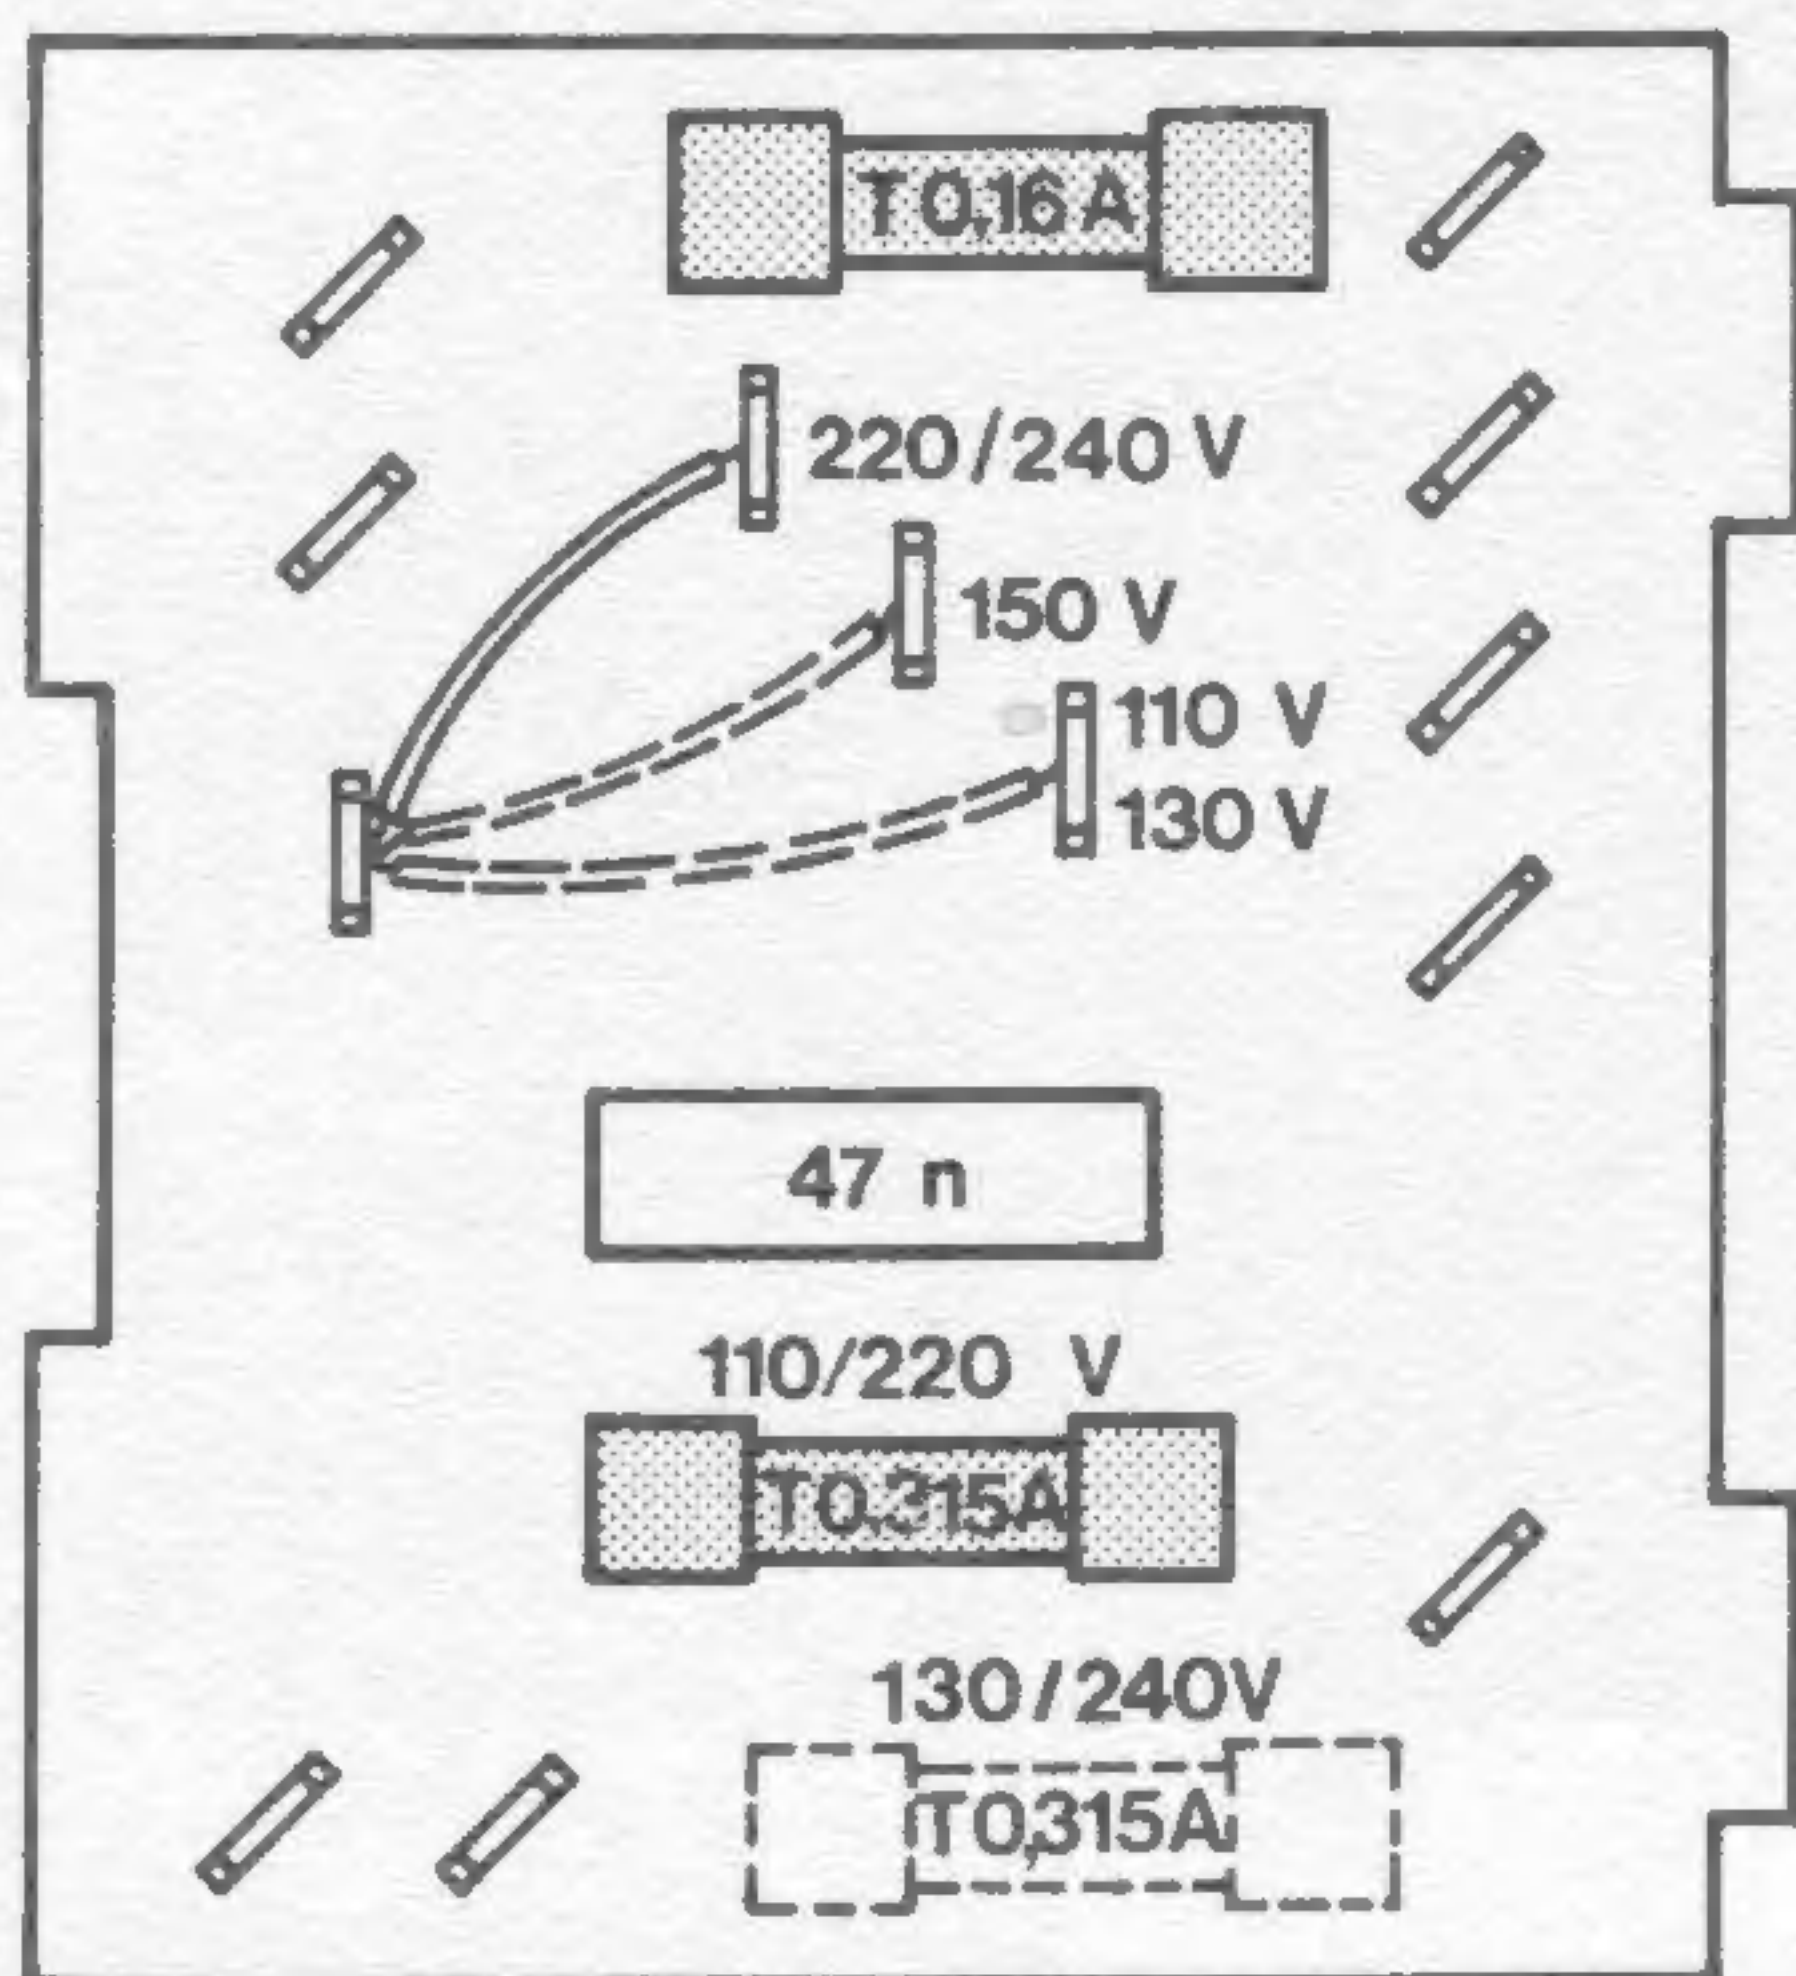 T 0,16 A
220/240 V
150 V
110 V
130 V
47 n
110/220 V
T0,315A
130/240V
T0,315A